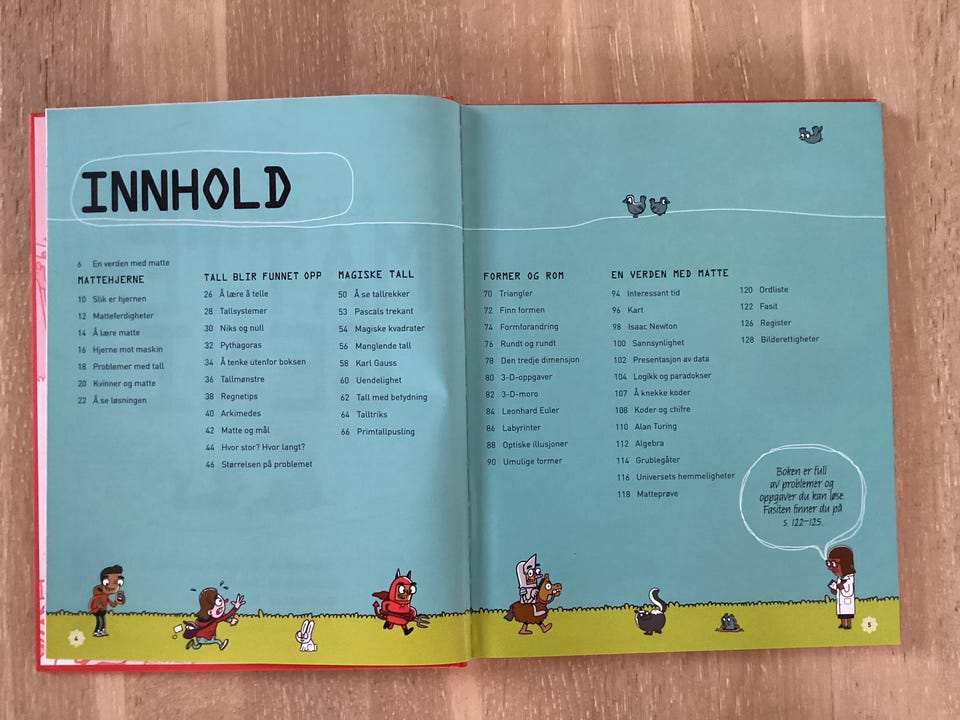 INNHOLD
6 En verden med matte
MATTEHJERNE
10 Slik er hjernen
12 Matteferdigheter
14 Å lære matte
16 Hjerne mot maskin
18 Problemer med tall
20 Kvinner og matte
22 Å se løsningen
TALL BLIR FUNNET OPP
26 Å lære å telle
28 Tallsystemer
30 Niks og null
32 Pythagoras
34 Å tenke utenfor boksen
36 Tallmønstre
38 Regnetips
40 Arkimedes
42 Matte og mål
44 Hvor stor? Hvor langt?
46 Størrelsen på problemet
MAGISKE TALL
50 Å se tallrekker
53 Pascals trekant
54 Magiske kvadrater
56 Manglende tall
58 Karl Gauss
60 Uendelighet
62 Tall med betydning
64 Talltriks
66 Primtallpusling
4
FORMER OG ROM
70 Triangler
72 Finn formen
74 Formforandring
76 Rundt og rundt
78 Den tredje dimensjon
80 3-D-oppgaver
82 3-D-moro
84 Leonhard Euler
86 Labyrinter
88 Optiske illusjoner
90 Umulige former
EN VERDEN MED MATTE
94 Interessant tid
96 Kart
98 Isaac Newton
100 Sannsynlighet
102 Presentasjon av data
104 Logikk og paradokser
107 Å knekke koder
108 Koder og chifre
110 Alan Turing
112 Algebra
114 Grublegåter
116 Universets hemmeligheter
118 Matteprøve
120 Ordliste
122 Fasit
126 Register
128 Bilderettigheter
Boken er full
av problemer og
oppgaver du kan løse.
Fasiten finner du på
s. 122–125.
5